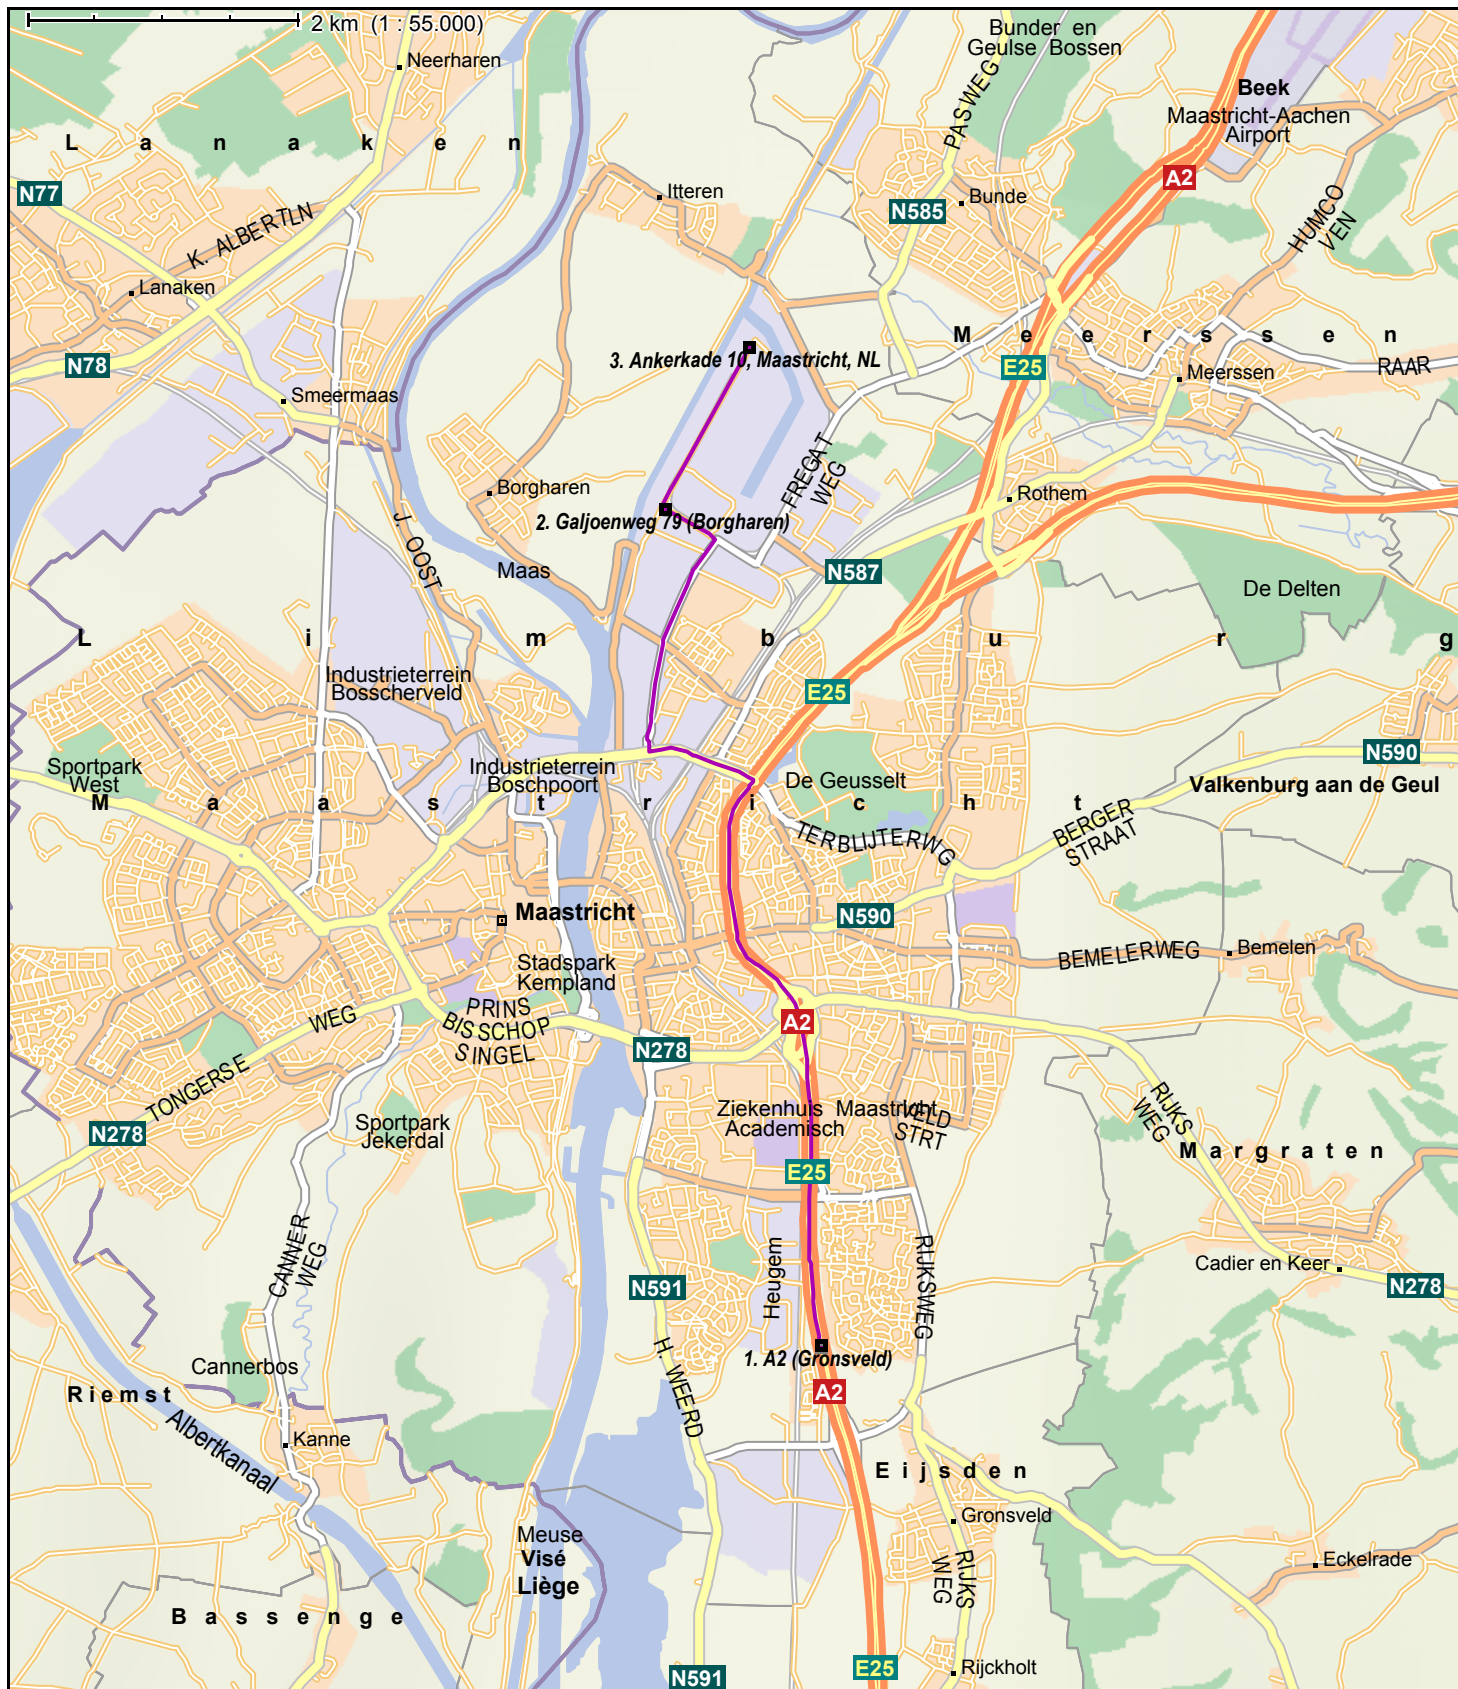 2 km (1 : 55.000)
Bunder en
Geulse Bossen
Neerharen
PASWEG
Beek
Maastricht-Aachen
Airport
L a n a k e n
A2
N77
Itteren
Bunde
N585
K. ALBERTLN
HUMCO
VEN
Lanaken
M e e r s s e n
3. Ankerkade 10, Maastricht, NL
N78
E25
Meerssen
RAAR
Smeermaas
FREGAT
WEG
Borgharen
Rothem
2. Galjoenweg 79 (Borgharen)
J. OOST
Maas
N587
De Delten
L i m b u r g
Industrieterrein
Bosscherveld
E25
Sportpark
West
Industrieterrein
Boschpoort
De Geusselt
N590
Valkenburg aan de Geul
M a a s t r i c h t
TERBLIJTERWG
BERGER
STRAAT
Maastricht
N590
BEMELERWEG
Bemelen
Stadspark
Kempland
PRINS
BISSCHOP
SINGEL
WEG
TONGERSE
A2
N278
RIJKS
WEG
Ziekenhuis Maastricht
Academisch
VELD
STRT
Sportpark
Jekerdal
N278
M a r g r a t e n
E25
CANNER
WEG
Heugem
RIJKSWEG
Cadier en Keer
N278
N591
H. WEERD
1. A2 (Gronsveld)
Cannerbos
A2
Riemst
Albertkanaal
Kanne
E i j s d e n
Gronsveld
Meuse
Visé
Liège
RIJKS
WEG
Eckelrade
B a s s e n g e
E25
Rijckholt
N591